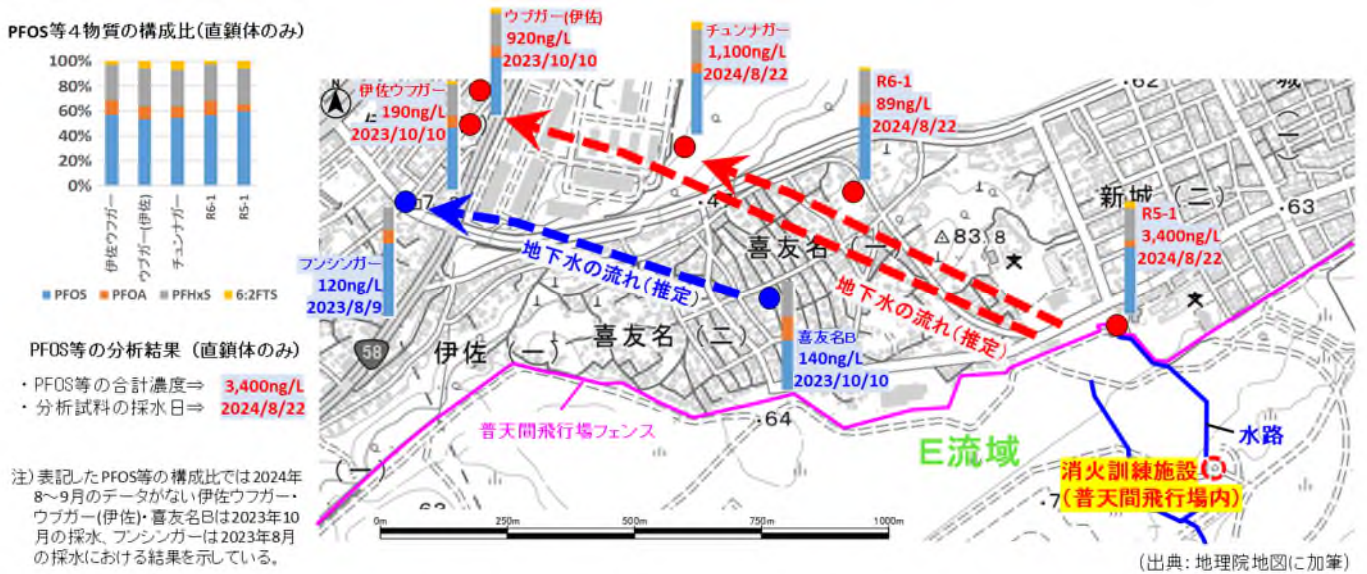 PFOS等4物質の構成比(直鎖体のみ)
100%
80%
60%
40%
20%
0%
伊佐ウフガー
ウブガー(伊佐)
チュンナガー
R6-1
R5-1
PFOS
PFOA
PFHxS
6:2FTS
PFOS等の分析結果 (直鎖体のみ)
・PFOS等の合計濃度⇒ 3,400ng/L
・分析試料の採水日⇒ 2024/8/22
注) 表記したPFOS等の構成比では2024年
8～9月のデータがない伊佐ウフガー・
ウブガー(伊佐)・喜友名Bは2023年10
月の採水、フンシンガーは2023年8月
の採水における結果を示している。
ウブガー(伊佐)
920ng/L
2023/10/10
チュンナガー
1,100ng/L
2024/8/22
伊佐ウフガー
190ng/L
2023/10/10
R6-1
89ng/L
2024/8/22
R5-1
3,400ng/L
2024/8/22
フンシンガー
120ng/L
2023/8/9
喜友名B
140ng/L
2023/10/10
地下水の流れ(推定)
地下水の流れ(推定)
N
.62
.63
.64
新城(二)
喜友名(一)
△83.8
喜友名(二)
伊佐(一)
58
普天間飛行場フェンス
E流域
水路
消火訓練施設
(普天間飛行場内)
0m
250m
500m
750m
1000m
(出典: 地理院地図に加筆)